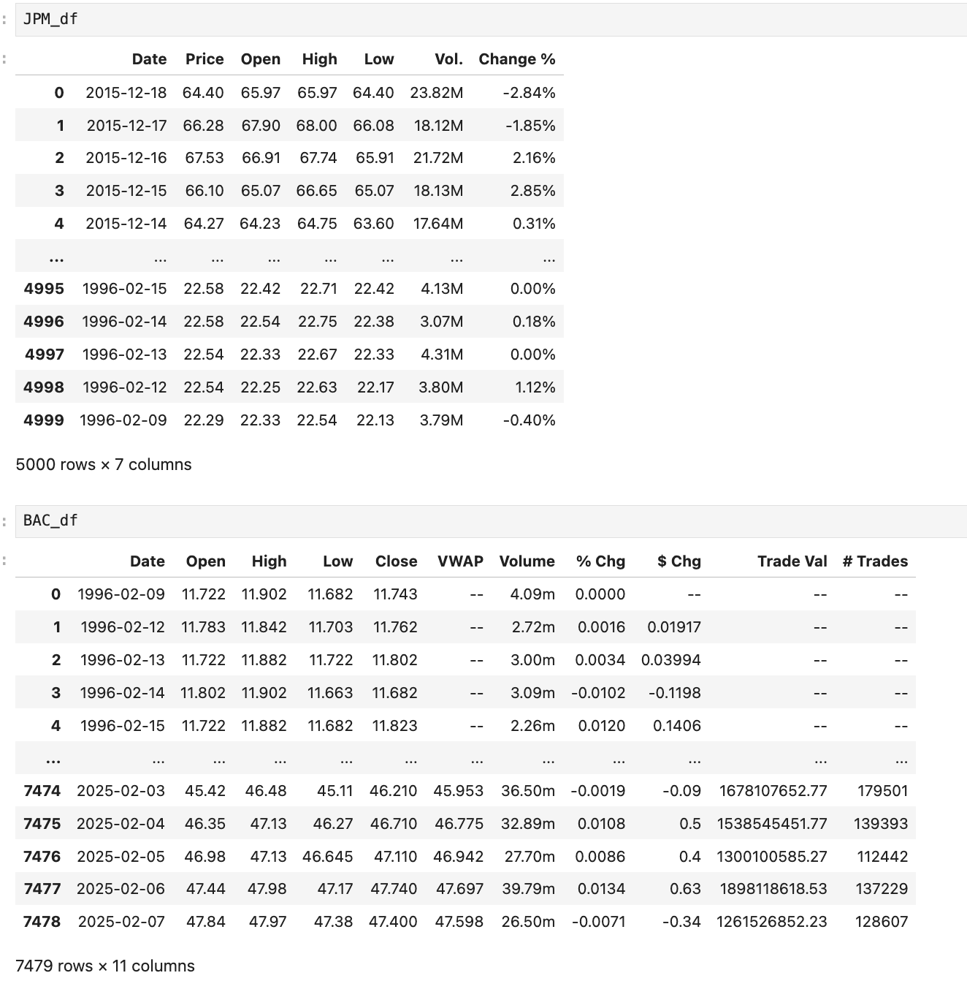 JPM_df
Date Price Open High Low Vol. Change %
0 2015-12-18 64.40 65.97 65.97 64.40 23.82M -2.84%
1 2015-12-17 66.28 67.90 68.00 66.08 18.12M -1.85%
2 2015-12-16 67.53 66.91 67.74 65.91 21.72M 2.16%
3 2015-12-15 66.10 65.07 66.65 65.07 18.13M 2.85%
4 2015-12-14 64.27 64.23 64.75 63.60 17.64M 0.31%
... ... ... ... ... ... ... ...
4995 1996-02-15 22.58 22.42 22.71 22.42 4.13M 0.00%
4996 1996-02-14 22.58 22.54 22.75 22.38 3.07M 0.18%
4997 1996-02-13 22.54 22.33 22.67 22.33 4.31M 0.00%
4998 1996-02-12 22.54 22.25 22.63 22.17 3.80M 1.12%
4999 1996-02-09 22.29 22.33 22.54 22.13 3.79M -0.40%
5000 rows × 7 columns
BAC_df
Date Open High Low Close VWAP Volume % Chg $ Chg Trade Val # Trades
0 1996-02-09 11.722 11.902 11.682 11.743 -- 4.09m 0.0000 -- -- --
1 1996-02-12 11.783 11.842 11.703 11.762 -- 2.72m 0.0016 0.01917 -- --
2 1996-02-13 11.722 11.882 11.722 11.802 -- 3.00m 0.0034 0.03994 -- --
3 1996-02-14 11.802 11.902 11.663 11.682 -- 3.09m -0.0102 -0.1198 -- --
4 1996-02-15 11.722 11.882 11.682 11.823 -- 2.26m 0.0120 0.1406 -- --
... ... ... ... ... ... ... ... ... ... ... ...
7474 2025-02-03 45.42 46.48 45.11 46.210 45.953 36.50m -0.0019 -0.09 1678107652.77 179501
7475 2025-02-04 46.35 47.13 46.27 46.710 46.775 32.89m 0.0108 0.5 1538545451.77 139393
7476 2025-02-05 46.98 47.13 46.645 47.110 46.942 27.70m 0.0086 0.4 1300100585.27 112442
7477 2025-02-06 47.44 47.98 47.17 47.740 47.697 39.79m 0.0134 0.63 1898118618.53 137229
7478 2025-02-07 47.84 47.97 47.38 47.400 47.598 26.50m -0.0071 -0.34 1261526852.23 128607
7479 rows × 11 columns